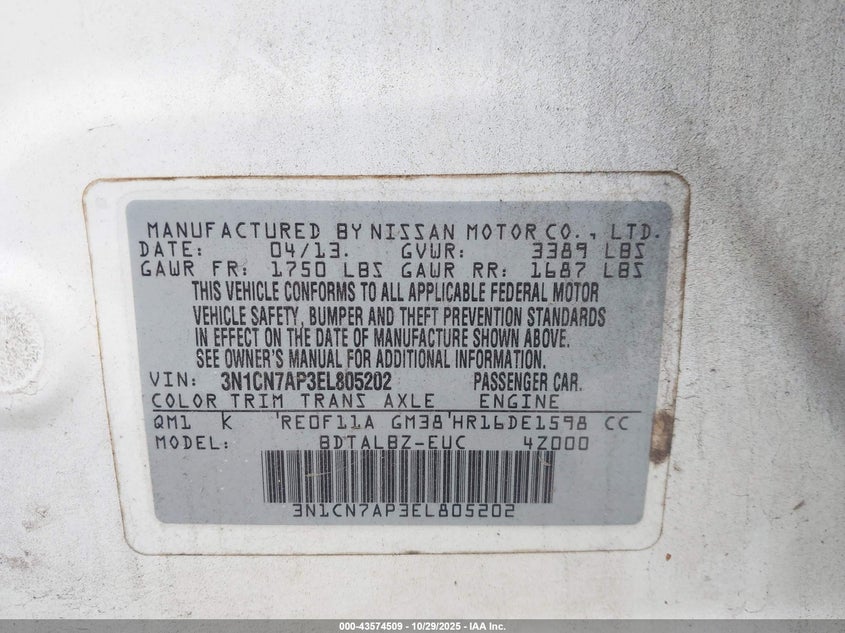 MANUFACTURED BY NISSAN MOTOR CO., LTD.
DATE: 04/13. GVWR: 3389 LBS
GAWR FR: 1750 LBS GAWR RR: 1687 LBS
THIS VEHICLE CONFORMS TO ALL APPLICABLE FEDERAL MOTOR
VEHICLE SAFETY, BUMPER AND THEFT PREVENTION STANDARDS
IN EFFECT ON THE DATE OF MANUFACTURE SHOWN ABOVE.
SEE OWNER'S MANUAL FOR ADDITIONAL INFORMATION.
VIN: 3N1CN7AP3EL805202 PASSENGER CAR.
COLOR TRIM TRANS AXLE ENGINE
QM1 K 'RE0F11A GM38'HR16DE1598 CC
MODEL: BDTALBZ-EUC 4Z000
3N1CN7AP3EL805202
000-43574509 - 10/29/2025 - IAA Inc.